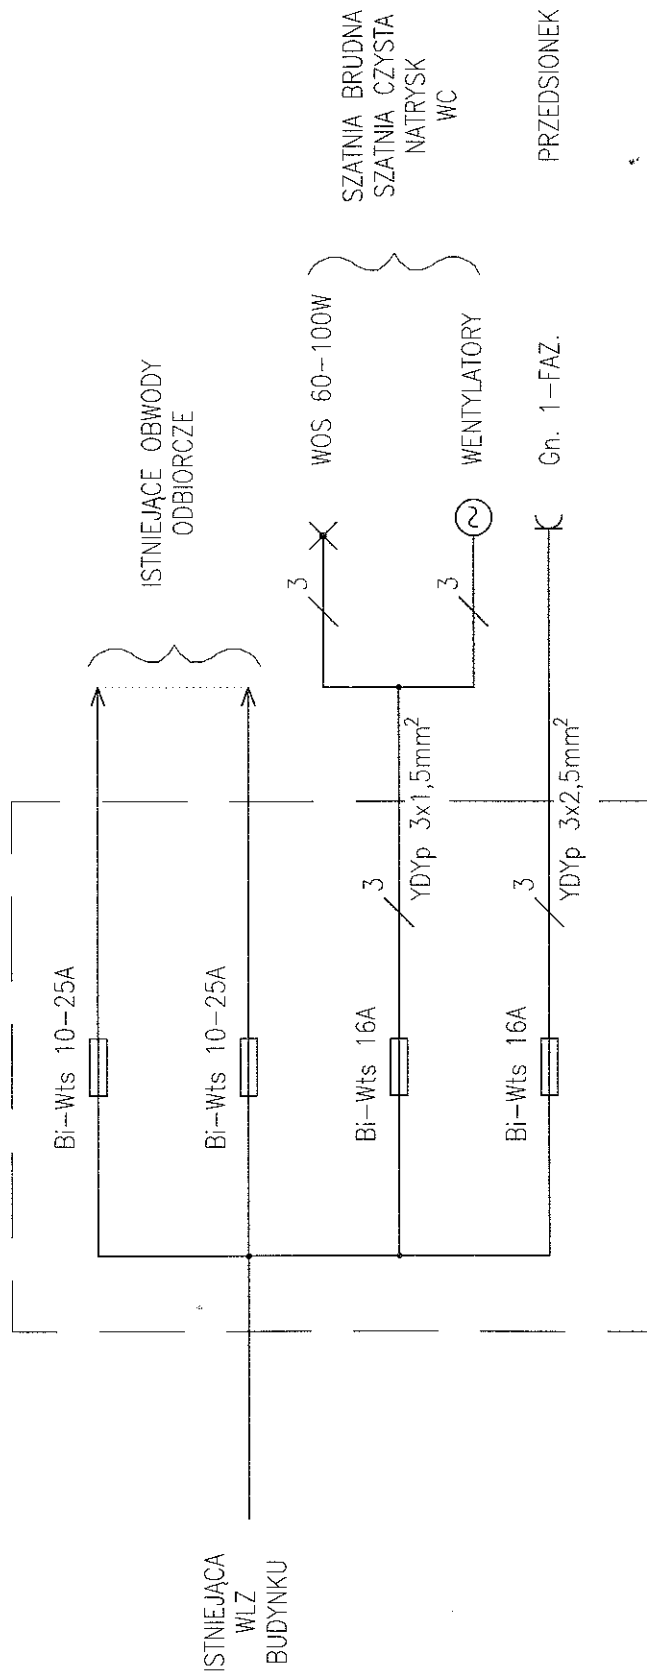 ISTNIEJĄCA
WLZ
BUDYNKU
Bi-Wts 10-25A
Bi-Wts 10-25A
Bi-Wts 16A
Bi-Wts 16A
3
YDYp 3x1,5mm²
3
YDYp 3x2,5mm²
ISTNIEJĄCE OBWODY
ODBIORCZE
3
3
WOS 60-100W
WENTYLATORY
Gn. 1-FAZ.
SZATNIA BRUDNA
SZATNIA CZYSTA
NATRYSK
WC
PRZEDSIONEK